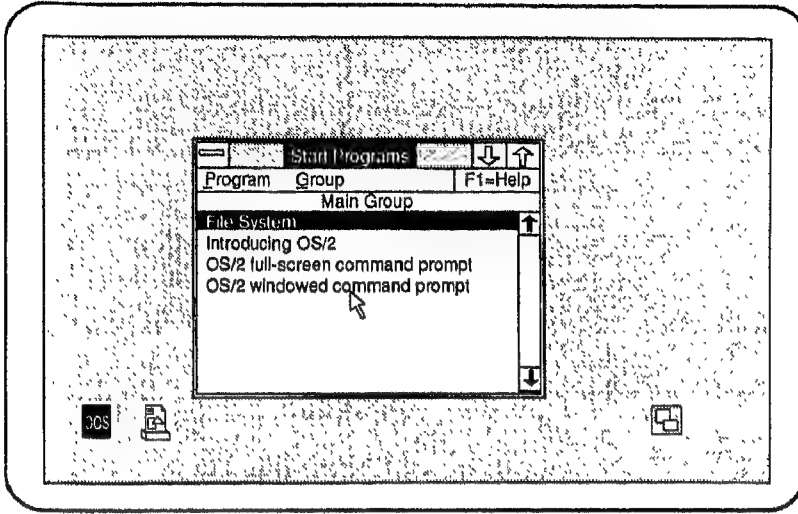 Start Programs
Program Group F1=Help
Main Group
File System
Introducing OS/2
OS/2 full-screen command prompt
OS/2 windowed command prompt
DOS